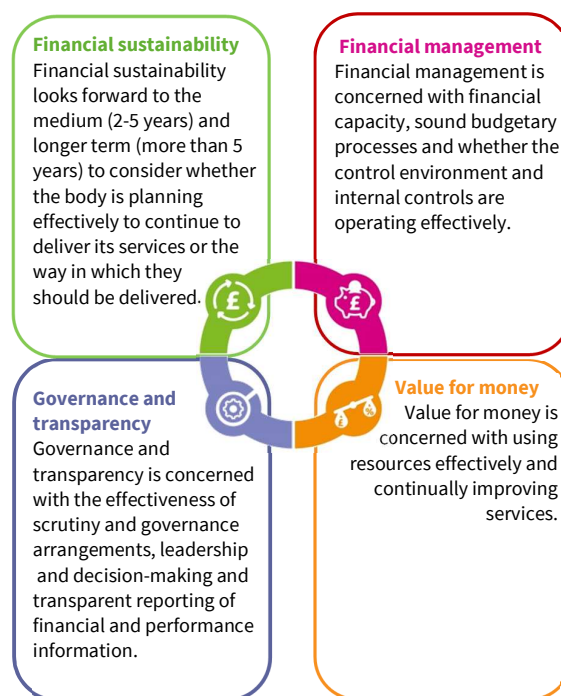 Financial sustainability
Financial sustainability
looks forward to the
medium (2-5 years) and
longer term (more than 5
years) to consider whether
the body is planning
effectively to continue to
deliver its services or the
way in which they
should be delivered.
Financial management
Financial management is
concerned with financial
capacity, sound budgetary
processes and whether the
control environment and
internal controls are
operating effectively.
£
£
Governance and
transparency
Governance and
transparency is concerned
with the effectiveness of
scrutiny and governance
arrangements, leadership
and decision-making and
transparent reporting of
financial and performance
information.
Value for money
Value for money is
concerned with using
resources effectively and
continually improving
services.
£ %